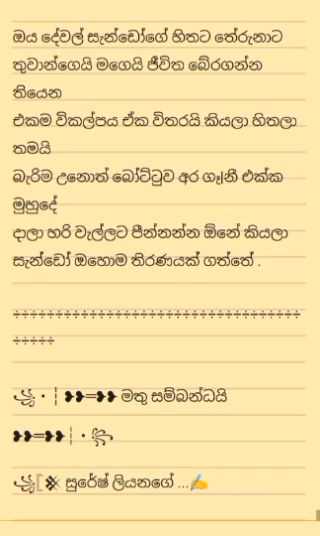 ඔය දේවල් සැන්ඩෝගේ හිතට තේරුනාට
තුවාන්ගෙයි මගෙයි ජීවිත බේරගන්න
තියෙන
එකම විකල්පය ඒක විතරයි කියලා හිතලා
තමයි
බැරිම උනොත් බෝට්ටුව අර ගෑ|නී එක්ක
මුහුදේ
දාලා හරි වැල්ලට පීන්නන්න ඕනේ කියලා
සැන්ඩෝ ඔහොම තිරණයක් ගත්තේ .
÷÷÷÷÷÷÷÷÷÷÷÷÷÷÷÷÷÷÷÷÷÷÷÷÷÷÷÷÷÷÷÷÷
÷÷÷÷÷
꧁ • ┆ ❥❥═❥❥ මතු සම්බන්ධයි
❥❥═❥❥┆ • ꧂
꧁[𒆜 සුරේෂ් ලියනගේ ...✍️